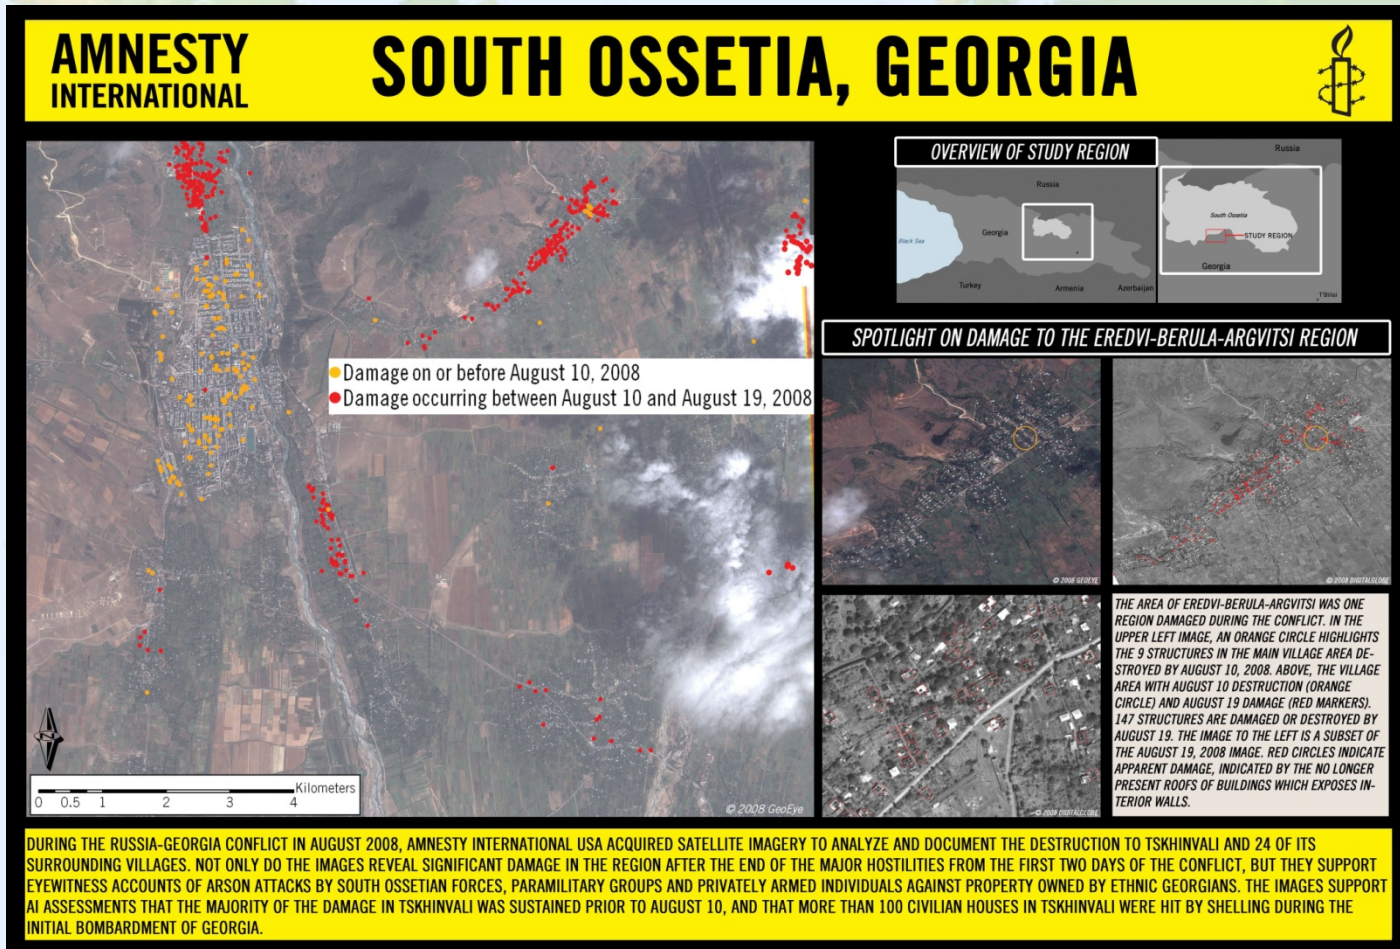 AMNESTY
INTERNATIONAL
SOUTH OSSETIA, GEORGIA
Damage on or before August 10, 2008
Damage occurring between August 10 and August 19, 2008
Kilometers
0 0.5 1 2 3 4
© 2008 GeoEye
OVERVIEW OF STUDY REGION
Russia
Black Sea
Georgia
Turkey
Armenia
Azerbaijan
Russia
South Ossetia
STUDY REGION
Georgia
T'Bilisi
SPOTLIGHT ON DAMAGE TO THE EREDVI-BERULA-ARGVITSI REGION
© 2008 GEOEYE
© 2008 DIGITALGLOBE
THE AREA OF EREDVI-BERULA-ARGVITSI WAS ONE
REGION DAMAGED DURING THE CONFLICT. IN THE
UPPER LEFT IMAGE, AN ORANGE CIRCLE HIGHLIGHTS
THE 9 STRUCTURES IN THE MAIN VILLAGE AREA DE-
STROYED BY AUGUST 10, 2008. ABOVE, THE VILLAGE
AREA WITH AUGUST 10 DESTRUCTION (ORANGE
CIRCLE) AND AUGUST 19 DAMAGE (RED MARKERS).
147 STRUCTURES ARE DAMAGED OR DESTROYED BY
AUGUST 19. THE IMAGE TO THE LEFT IS A SUBSET OF
THE AUGUST 19, 2008 IMAGE. RED CIRCLES INDICATE
APPARENT DAMAGE, INDICATED BY THE NO LONGER
PRESENT ROOFS OF BUILDINGS WHICH EXPOSES IN-
TERIOR WALLS.
DURING THE RUSSIA-GEORGIA CONFLICT IN AUGUST 2008, AMNESTY INTERNATIONAL USA ACQUIRED SATELLITE IMAGERY TO ANALYZE AND DOCUMENT THE DESTRUCTION TO TSKHINVALI AND 24 OF ITS
SURROUNDING VILLAGES. NOT ONLY DO THE IMAGES REVEAL SIGNIFICANT DAMAGE IN THE REGION AFTER THE END OF THE MAJOR HOSTILITIES FROM THE FIRST TWO DAYS OF THE CONFLICT, BUT THEY SUPPORT
EYEWITNESS ACCOUNTS OF ARSON ATTACKS BY SOUTH OSSETIAN FORCES, PARAMILITARY GROUPS AND PRIVATELY ARMED INDIVIDUALS AGAINST PROPERTY OWNED BY ETHNIC GEORGIANS. THE IMAGES SUPPORT
AI ASSESSMENTS THAT THE MAJORITY OF THE DAMAGE IN TSKHINVALI WAS SUSTAINED PRIOR TO AUGUST 10, AND THAT MORE THAN 100 CIVILIAN HOUSES IN TSKHINVALI WERE HIT BY SHELLING DURING THE
INITIAL BOMBARDMENT OF GEORGIA.